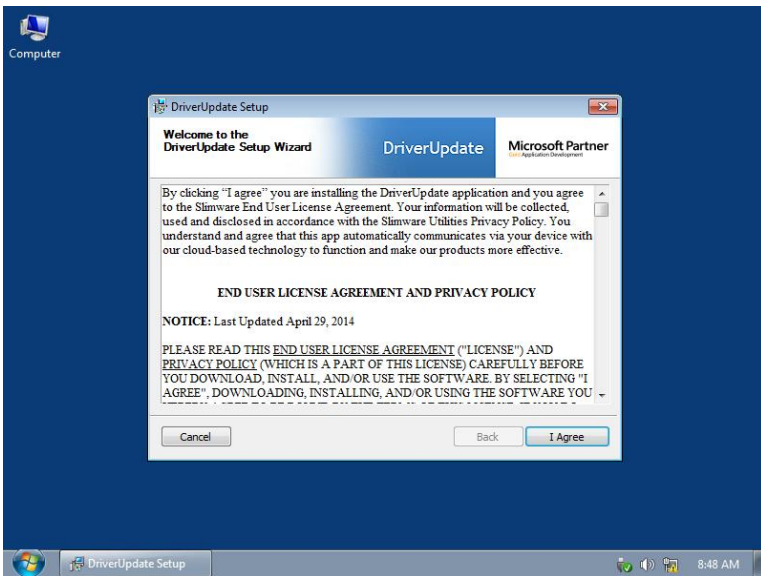 Computer
DriverUpdate Setup
Welcome to the
DriverUpdate Setup Wizard
DriverUpdate
Microsoft Partner
Application Development
By clicking “I agree” you are installing the DriverUpdate application and you agree
to the Slimware End User License Agreement. Your information will be collected,
used and disclosed in accordance with the Slimware Utilities Privacy Policy. You
understand and agree that this app automatically communicates via your device with
our cloud-based technology to function and make our products more effective.
END USER LICENSE AGREEMENT AND PRIVACY POLICY
NOTICE: Last Updated April 29, 2014
PLEASE READ THIS END USER LICENSE AGREEMENT ("LICENSE") AND
PRIVACY POLICY (WHICH IS A PART OF THIS LICENSE) CAREFULLY BEFORE
YOU DOWNLOAD, INSTALL, AND/OR USE THE SOFTWARE. BY SELECTING "I
AGREE", DOWNLOADING, INSTALLING, AND/OR USING THE SOFTWARE YOU
Cancel
Back
I Agree
DriverUpdate Setup
8:48 AM